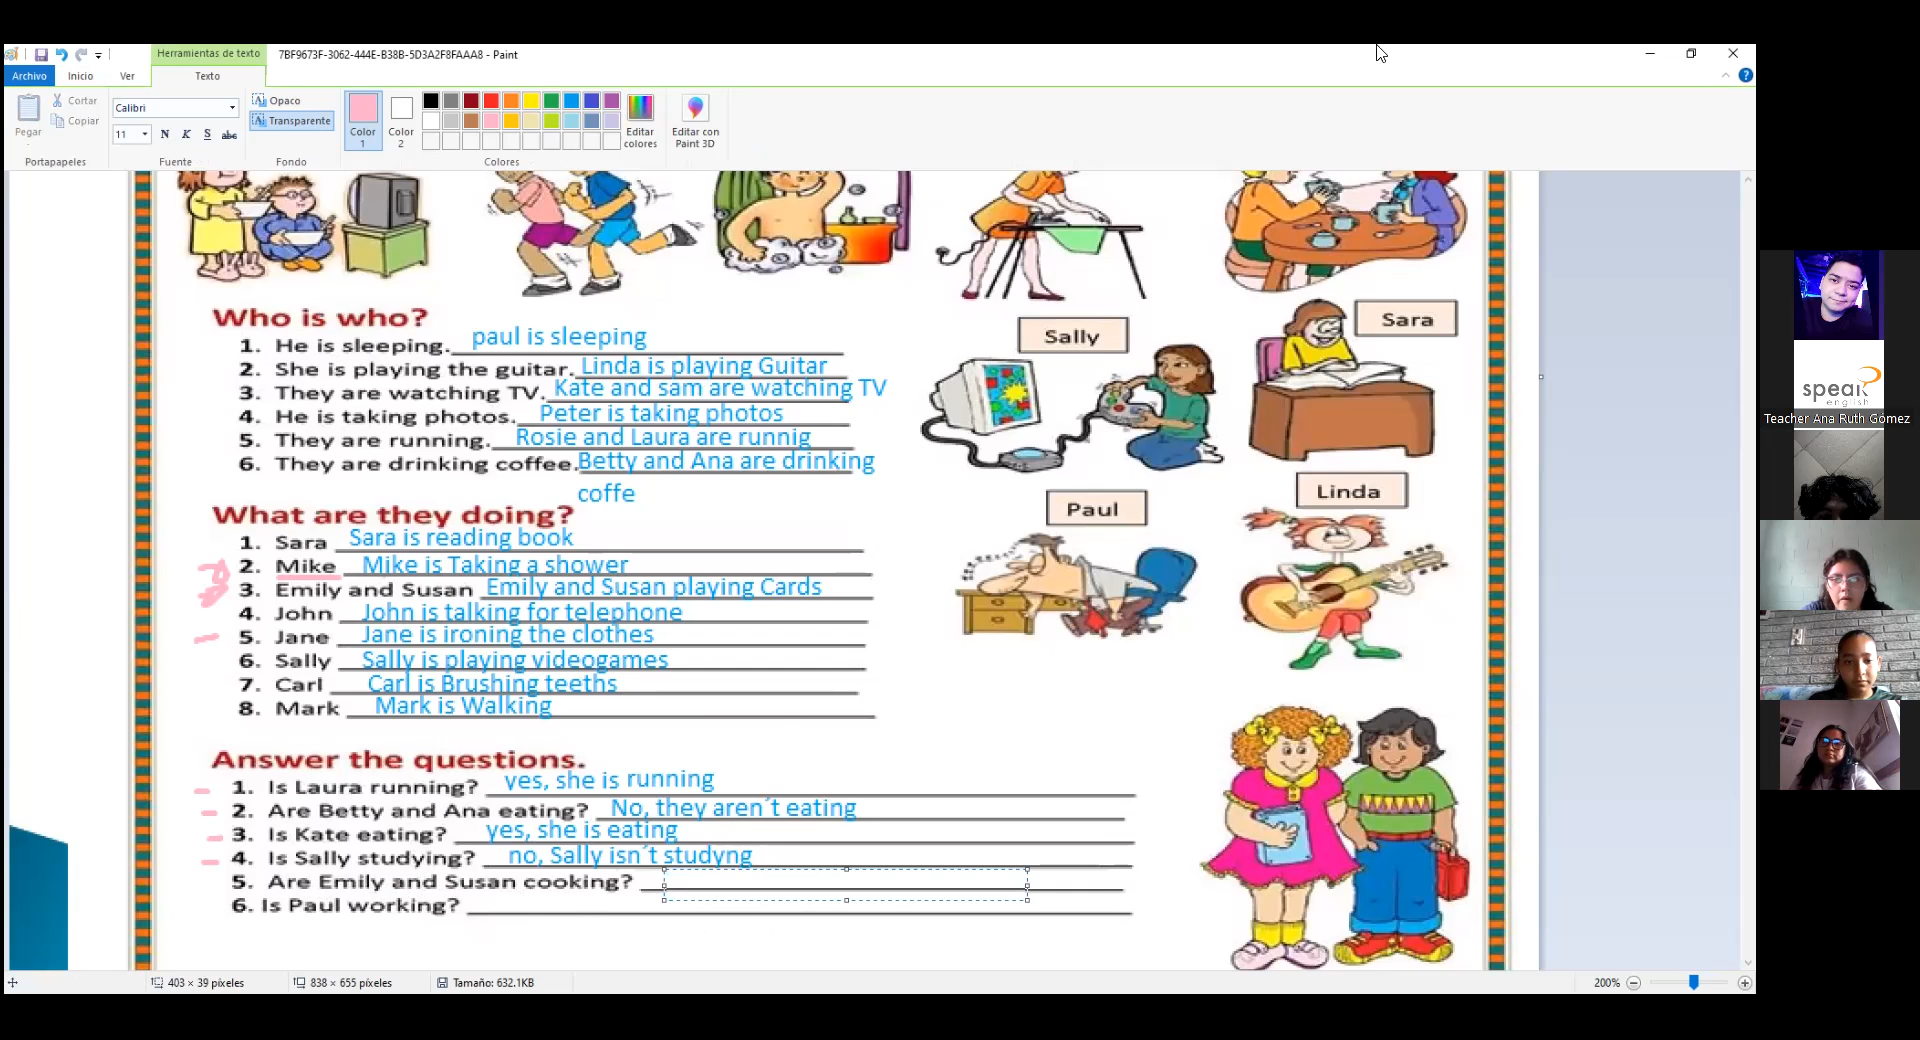 Herramientas de texto
7BF9673F-3062-444E-B38B-5D3A2F8FAAA8 - Paint
Archivo Inicio Ver Texto
Pegar
Cortar
Copiar
Portapapeles
Calibri
11 N K S abc
Fuente
Opaco
Transparente
Fondo
Color 1
Color 2
Colores
Editar colores
Editar con Paint 3D
Who is who?
1. He is sleeping. paul is sleeping
2. She is playing the guitar. Linda is playing Guitar
3. They are watching TV. Kate and sam are watching TV
4. He is taking photos. Peter is taking photos
5. They are running. Rosie and Laura are runnig
6. They are drinking coffee. Betty and Ana are drinking
coffe
Sally
Sara
Paul
Linda
What are they doing?
1. Sara Sara is reading book
2. Mike Mike is Taking a shower
3. Emily and Susan Emily and Susan playing Cards
4. John John is talking for telephone
5. Jane Jane is ironing the clothes
6. Sally Sally is playing videogames
7. Carl Carl is Brushing teeths
8. Mark Mark is Walking
Answer the questions.
1. Is Laura running? yes, she is running
2. Are Betty and Ana eating? No, they aren´t eating
3. Is Kate eating? yes, she is eating
4. Is Sally studying? no, Sally isn´t studyng
5. Are Emily and Susan cooking?
6. Is Paul working?
speak
english
Teacher Ana Ruth Gómez
403 × 39 píxeles
838 × 655 píxeles
Tamaño: 632.1KB
200%